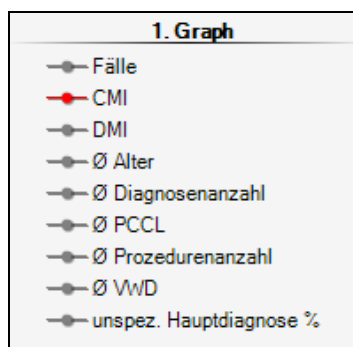 1. Graph
Fälle
CMI
DMI
Ø Alter
Ø Diagnosenanzahl
Ø PCCL
Ø Prozedurenanzahl
Ø VWD
unspez. Hauptdiagnose %